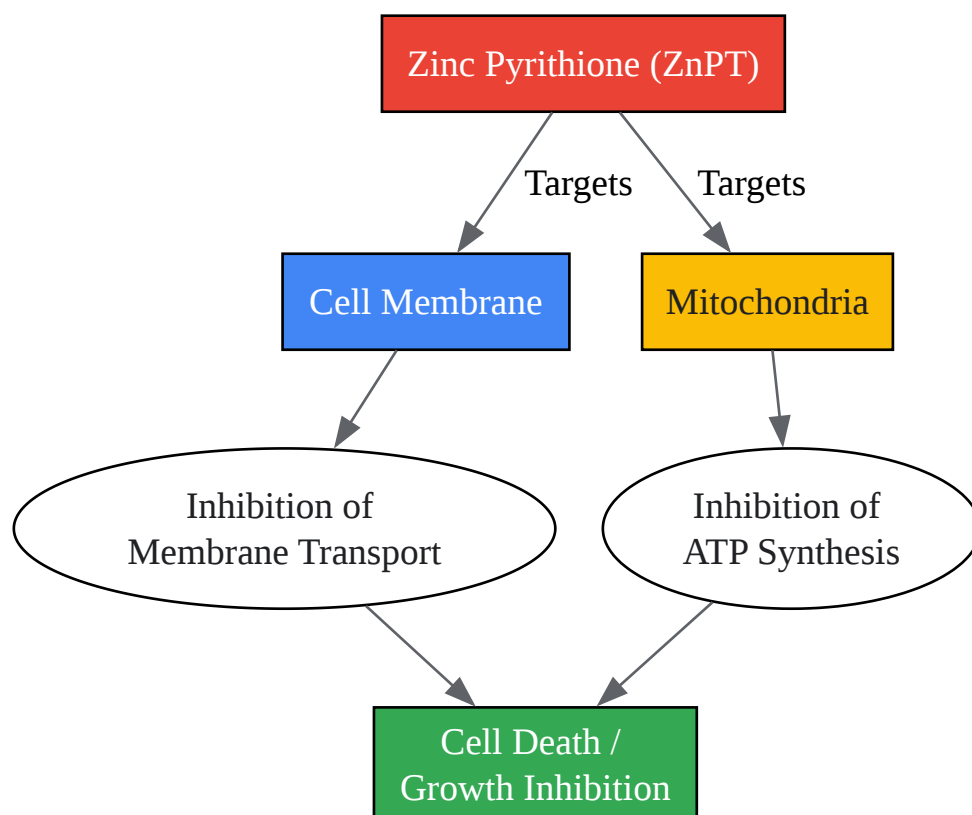 Zinc Pyrithione (ZnPT)
Targets
Targets
Cell Membrane
Mitochondria
Inhibition of
Membrane Transport
Inhibition of
ATP Synthesis
Cell Death /
Growth Inhibition